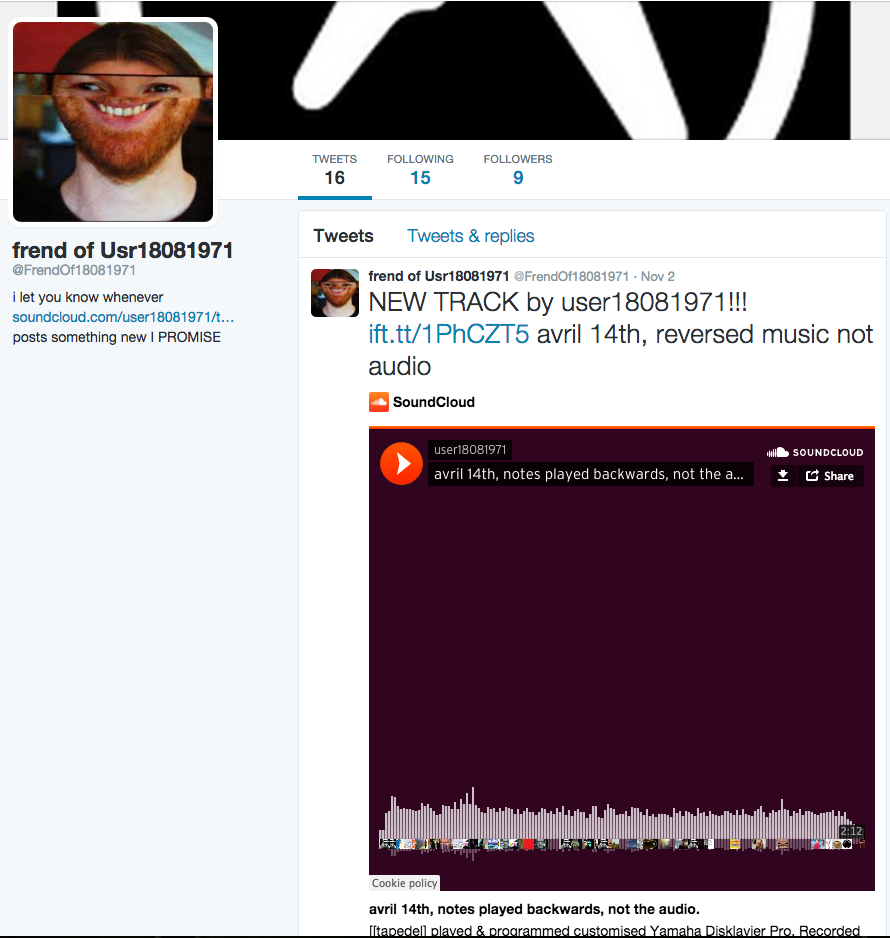 TWEETS
16
FOLLOWING
15
FOLLOWERS
9
frend of Usr18081971
@FrendOf18081971
i let you know whenever
soundcloud.com/user18081971/t...
posts something new I PROMISE
Tweets
Tweets & replies
frend of Usr18081971 @FrendOf18081971 · Nov 2
NEW TRACK by user18081971!!!
ift.tt/1PhCZT5 avril 14th, reversed music not
audio
SoundCloud
user18081971
avril 14th, notes played backwards, not the a...
SOUNDCLOUD
Share
2:12
Cookie policy
avril 14th, notes played backwards, not the audio.
[[tapedel] played & programmed customised Yamaha Disklavier Pro. Recorded